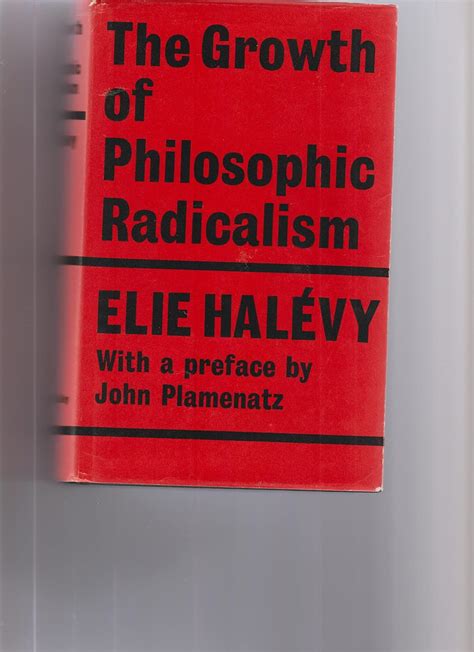 The Growth
of
Philosophic
Radicalism
ELIE HALÉVY
With a preface by
John Plamenatz